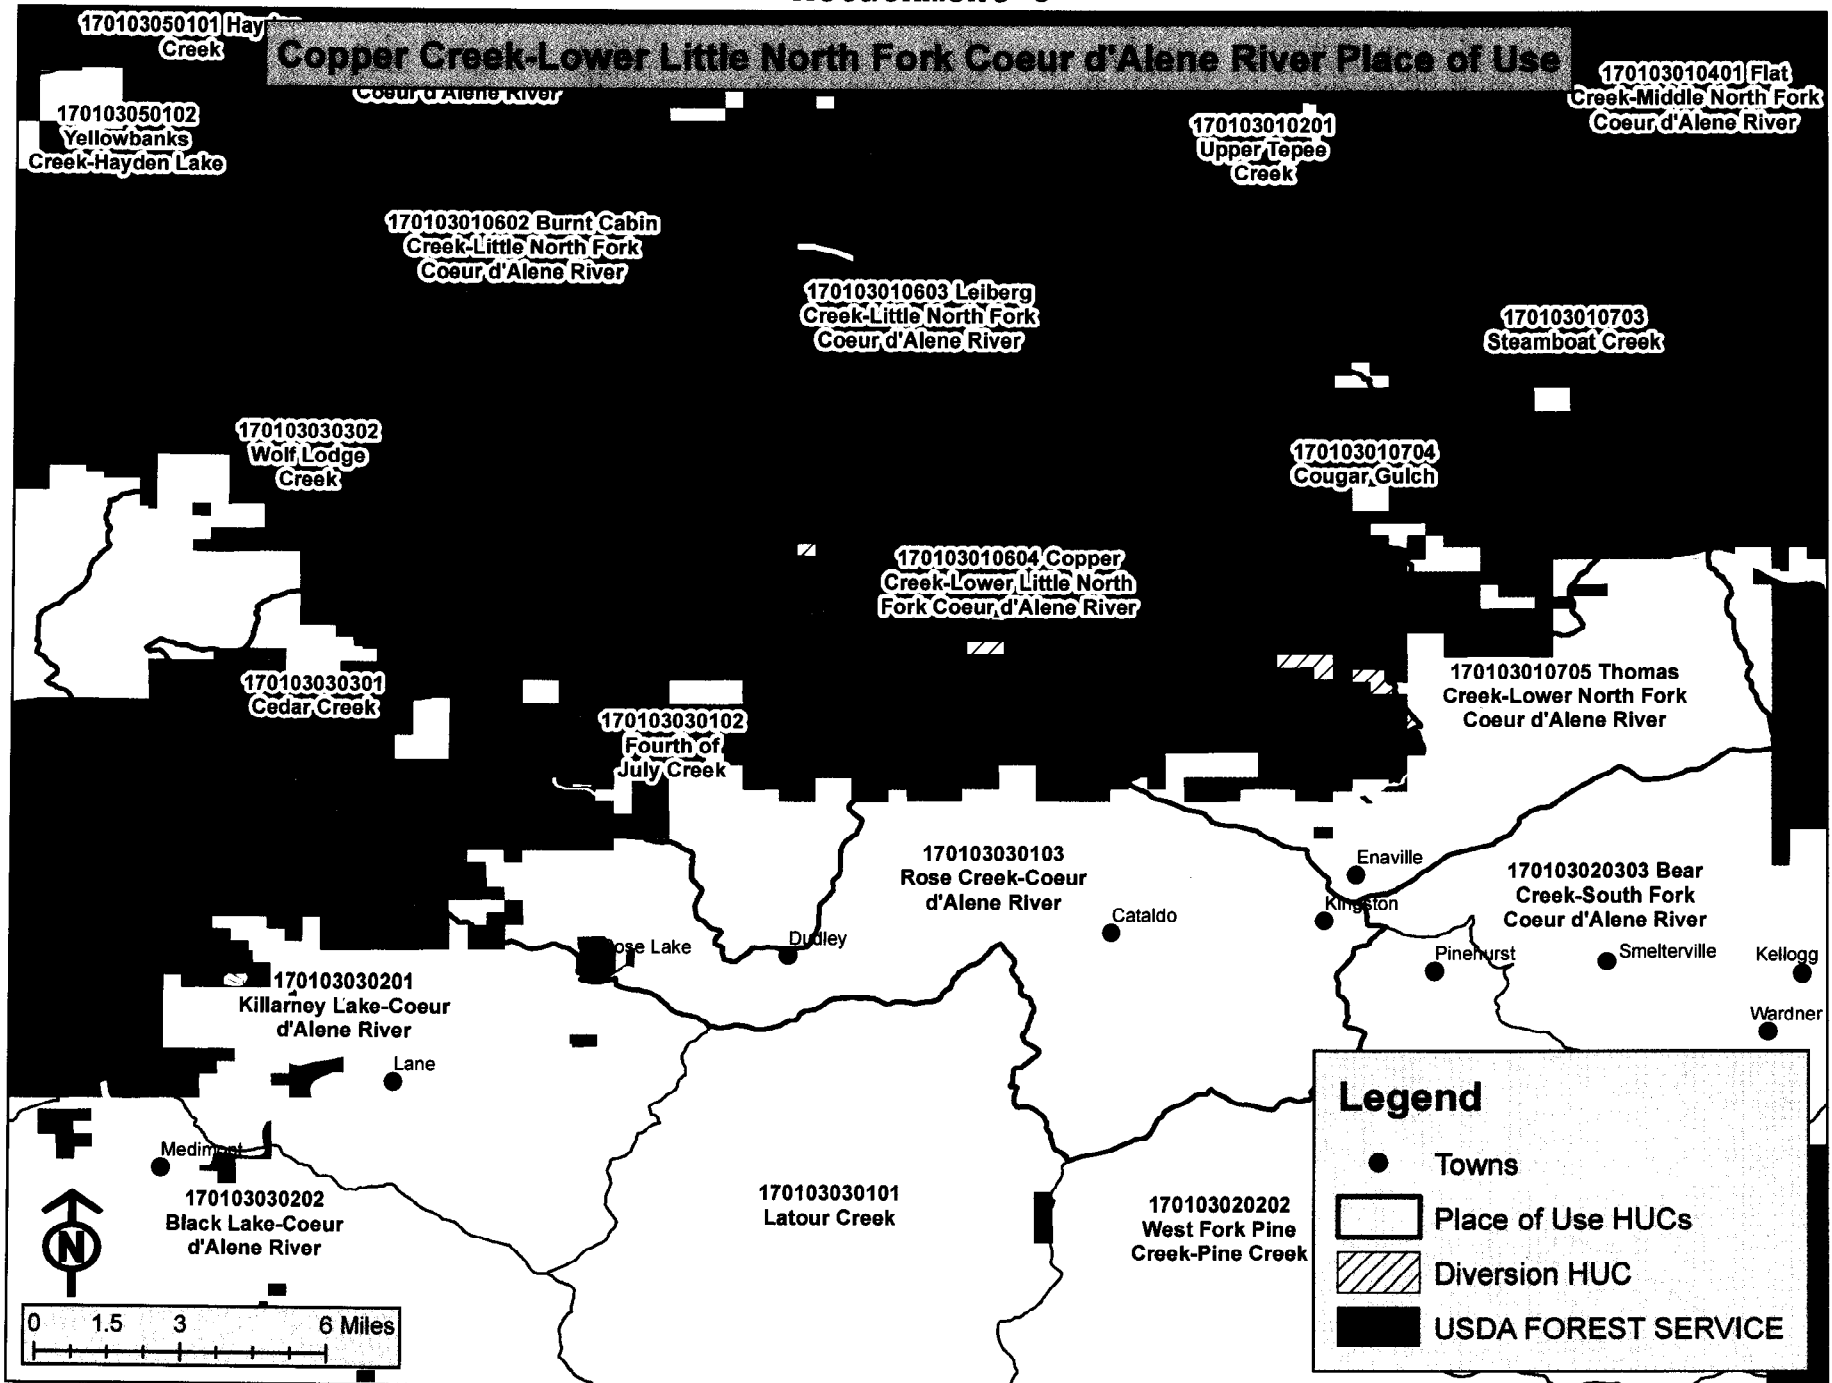 170103050101 Hayden
Creek
Copper Creek-Lower Little North Fork Coeur d'Alene River Place of Use
Coeur d'Alene River
170103010401 Flat
Creek-Middle North Fork
Coeur d'Alene River
170103050102
Yellowbanks
Creek-Hayden Lake
170103010201
Upper Tepee
Creek
170103010602 Burnt Cabin
Creek-Little North Fork
Coeur d'Alene River
170103010603 Leiberg
Creek-Little North Fork
Coeur d'Alene River
170103010703
Steamboat Creek
170103030302
Wolf Lodge
Creek
170103010704
Cougar Gulch
170103010604 Copper
Creek-Lower Little North
Fork Coeur d'Alene River
170103030301
Cedar Creek
170103010705 Thomas
Creek-Lower North Fork
Coeur d'Alene River
170103030102
Fourth of
July Creek
170103030103
Rose Creek-Coeur
d'Alene River
Enaville
170103020303 Bear
Creek-South Fork
Coeur d'Alene River
Kingston
Cataldo
Dudley
Rose Lake
Pinehurst
Smelterville
Kellogg
170103030201
Killarney Lake-Coeur
d'Alene River
Wardner
Lane
Medimont
170103030202
Black Lake-Coeur
d'Alene River
170103030101
Latour Creek
170103020202
West Fork Pine
Creek-Pine Creek
N
0 1.5 3 6 Miles
Legend
Towns
Place of Use HUCs
Diversion HUC
USDA FOREST SERVICE